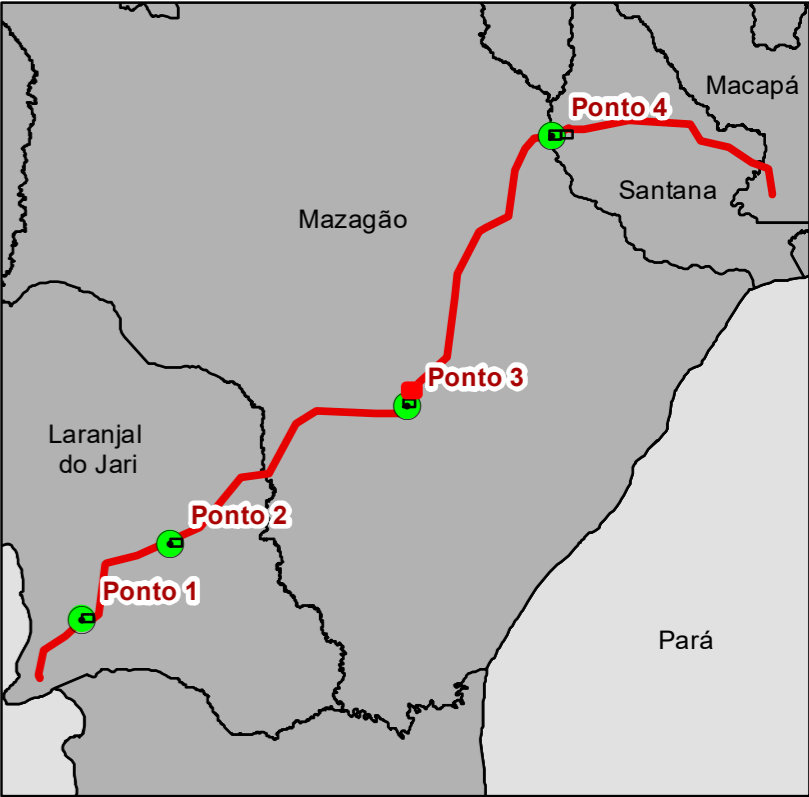 Macapá
Ponto 4
Santana
Mazagão
Ponto 3
Laranjal
do Jari
Ponto 2
Ponto 1
Pará